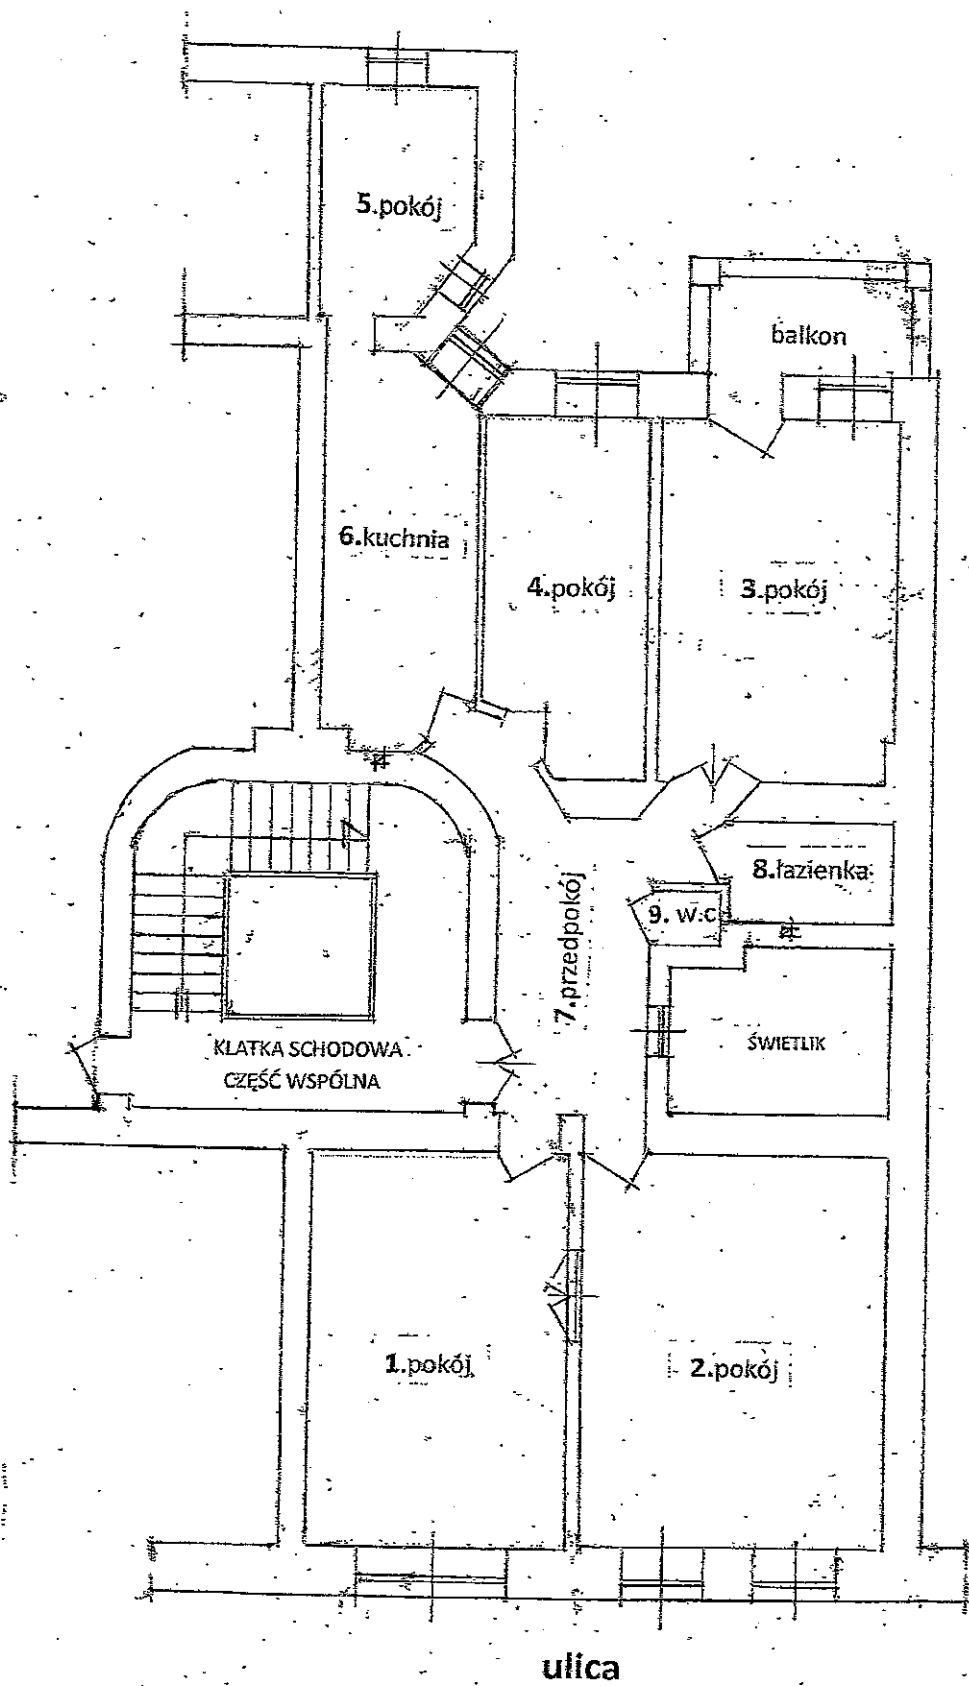 5.pokój
balkon
6.kuchnia
4.pokój
3.pokój
8.łazienka
9. W.C
7.przedpokój
KLATKA SCHODOWA
CZĘŚĆ WSPÓLNA
ŚWIETLIK
1.pokój
2.pokój
ulica